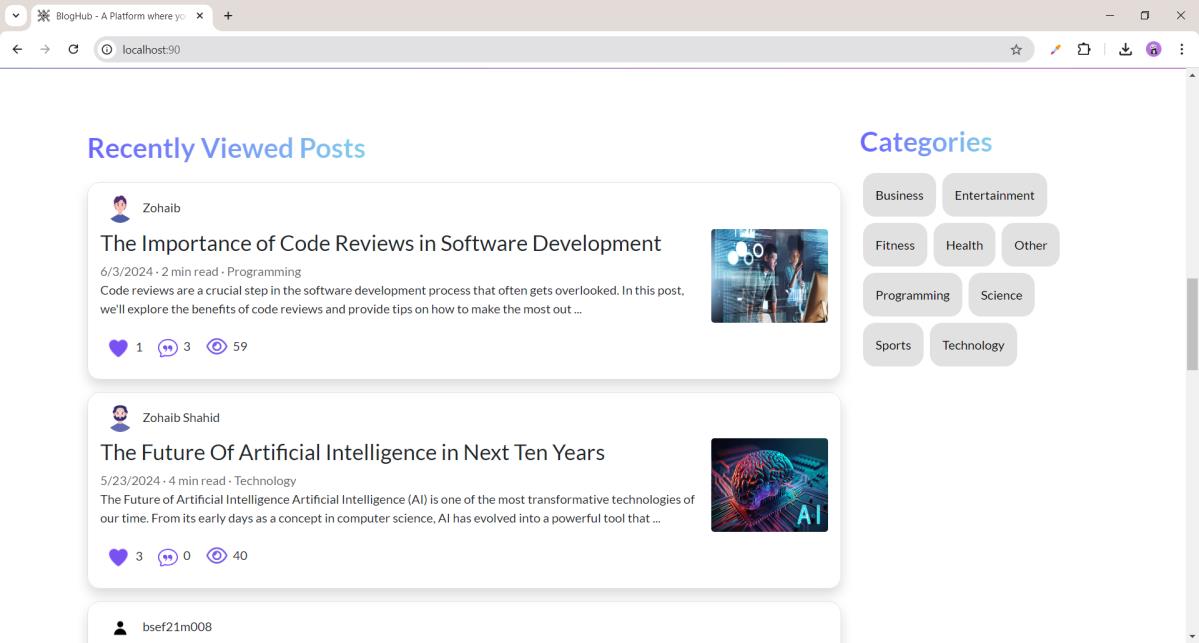 BlogHub - A Platform where yo
localhost:90
Recently Viewed Posts
Zohaib
The Importance of Code Reviews in Software Development
6/3/2024 · 2 min read · Programming
Code reviews are a crucial step in the software development process that often gets overlooked. In this post,
we'll explore the benefits of code reviews and provide tips on how to make the most out ...
1 3 59
Zohaib Shahid
The Future Of Artificial Intelligence in Next Ten Years
5/23/2024 · 4 min read · Technology
The Future of Artificial Intelligence Artificial Intelligence (AI) is one of the most transformative technologies of
our time. From its early days as a concept in computer science, AI has evolved into a powerful tool that ...
AI
3 0 40
bsef21m008
Categories
Business Entertainment
Fitness Health Other
Programming Science
Sports Technology